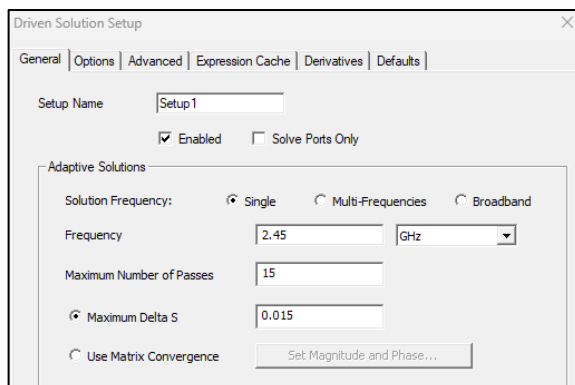 Driven Solution Setup
General Options Advanced Expression Cache Derivatives Defaults
Setup Name Setup1
Enabled Solve Ports Only
Adaptive Solutions
Solution Frequency: Single Multi-Frequencies Broadband
Frequency 2.45 GHz
Maximum Number of Passes 15
Maximum Delta S 0.015
Use Matrix Convergence Set Magnitude and Phase...